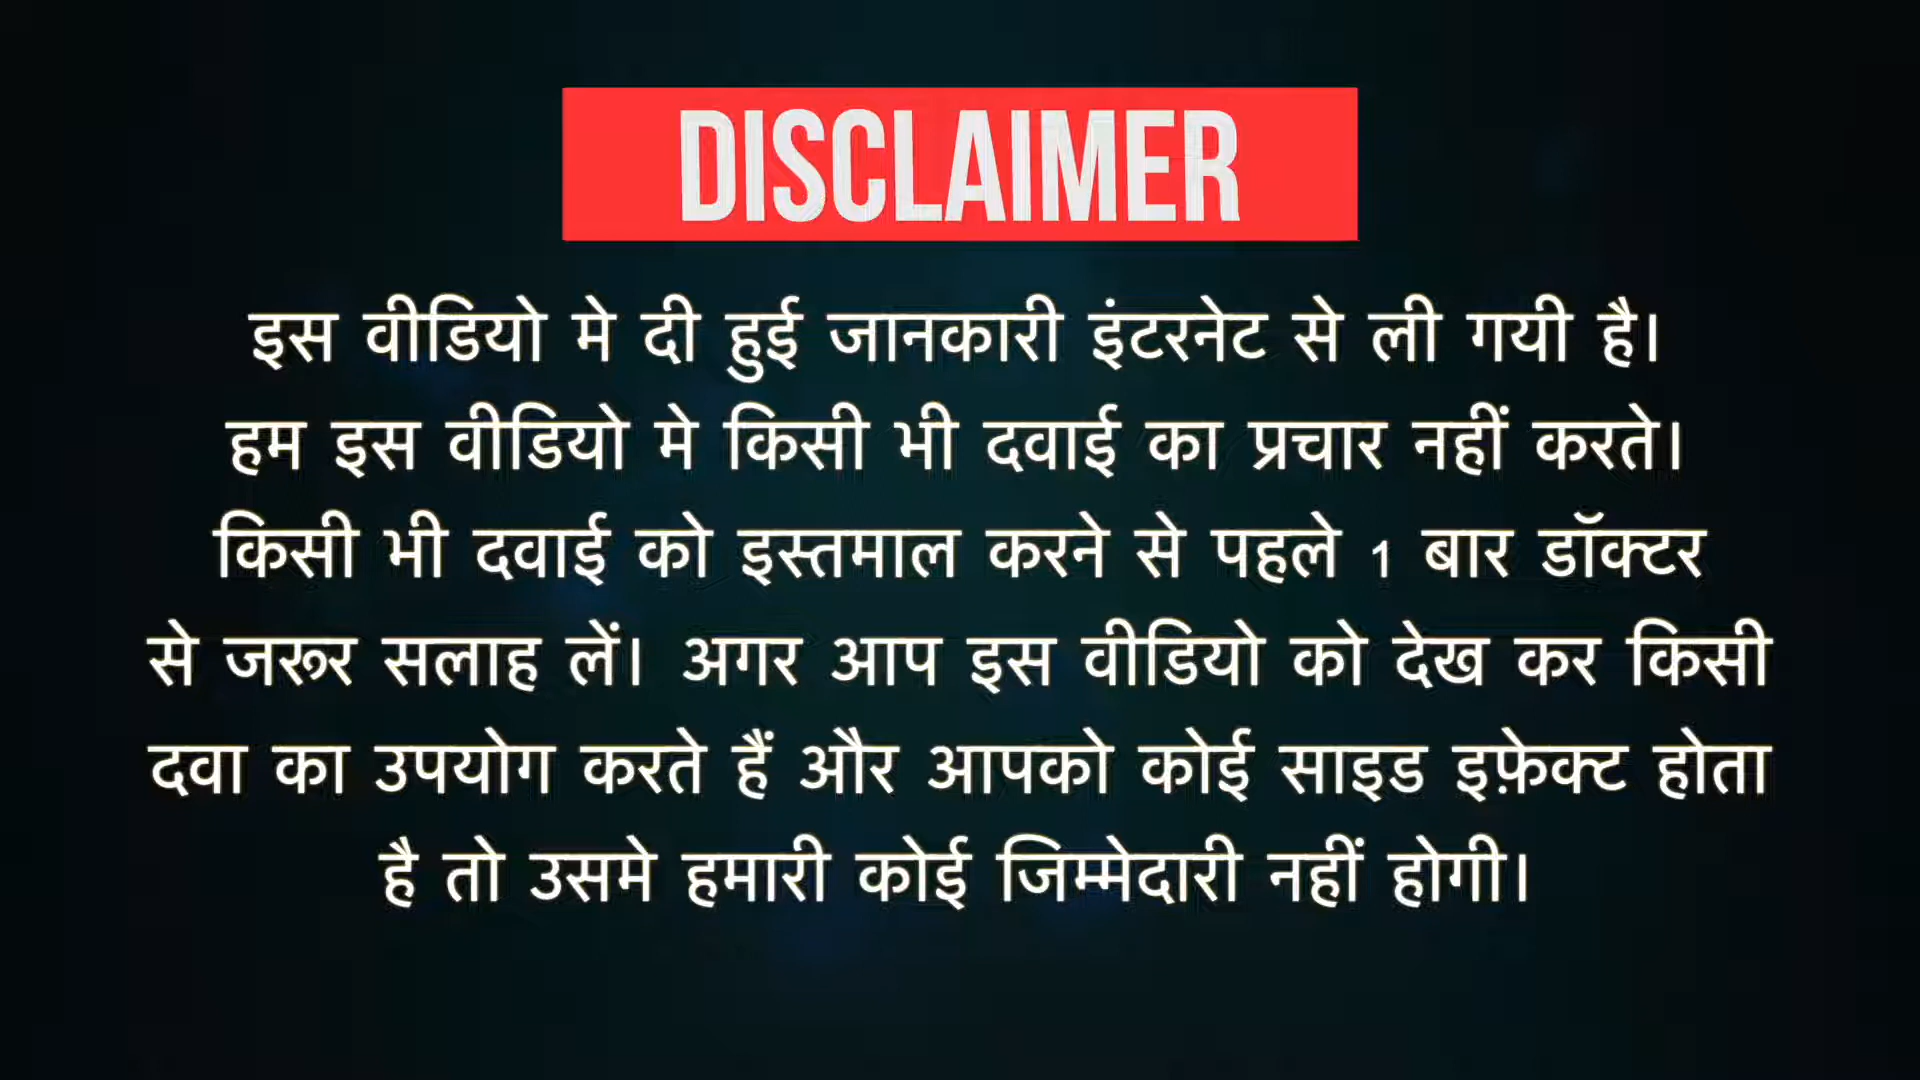 DISCLAIMER
इस वीडियो मे दी हुई जानकारी इंटरनेट से ली गयी है।
हम इस वीडियो मे किसी भी दवाई का प्रचार नहीं करते।
किसी भी दवाई को इस्तमाल करने से पहले 1 बार डॉक्टर
से जरूर सलाह लें। अगर आप इस वीडियो को देख कर किसी
दवा का उपयोग करते हैं और आपको कोई साइड इफ़ेक्ट होता
है तो उसमे हमारी कोई जिम्मेदारी नहीं होगी।